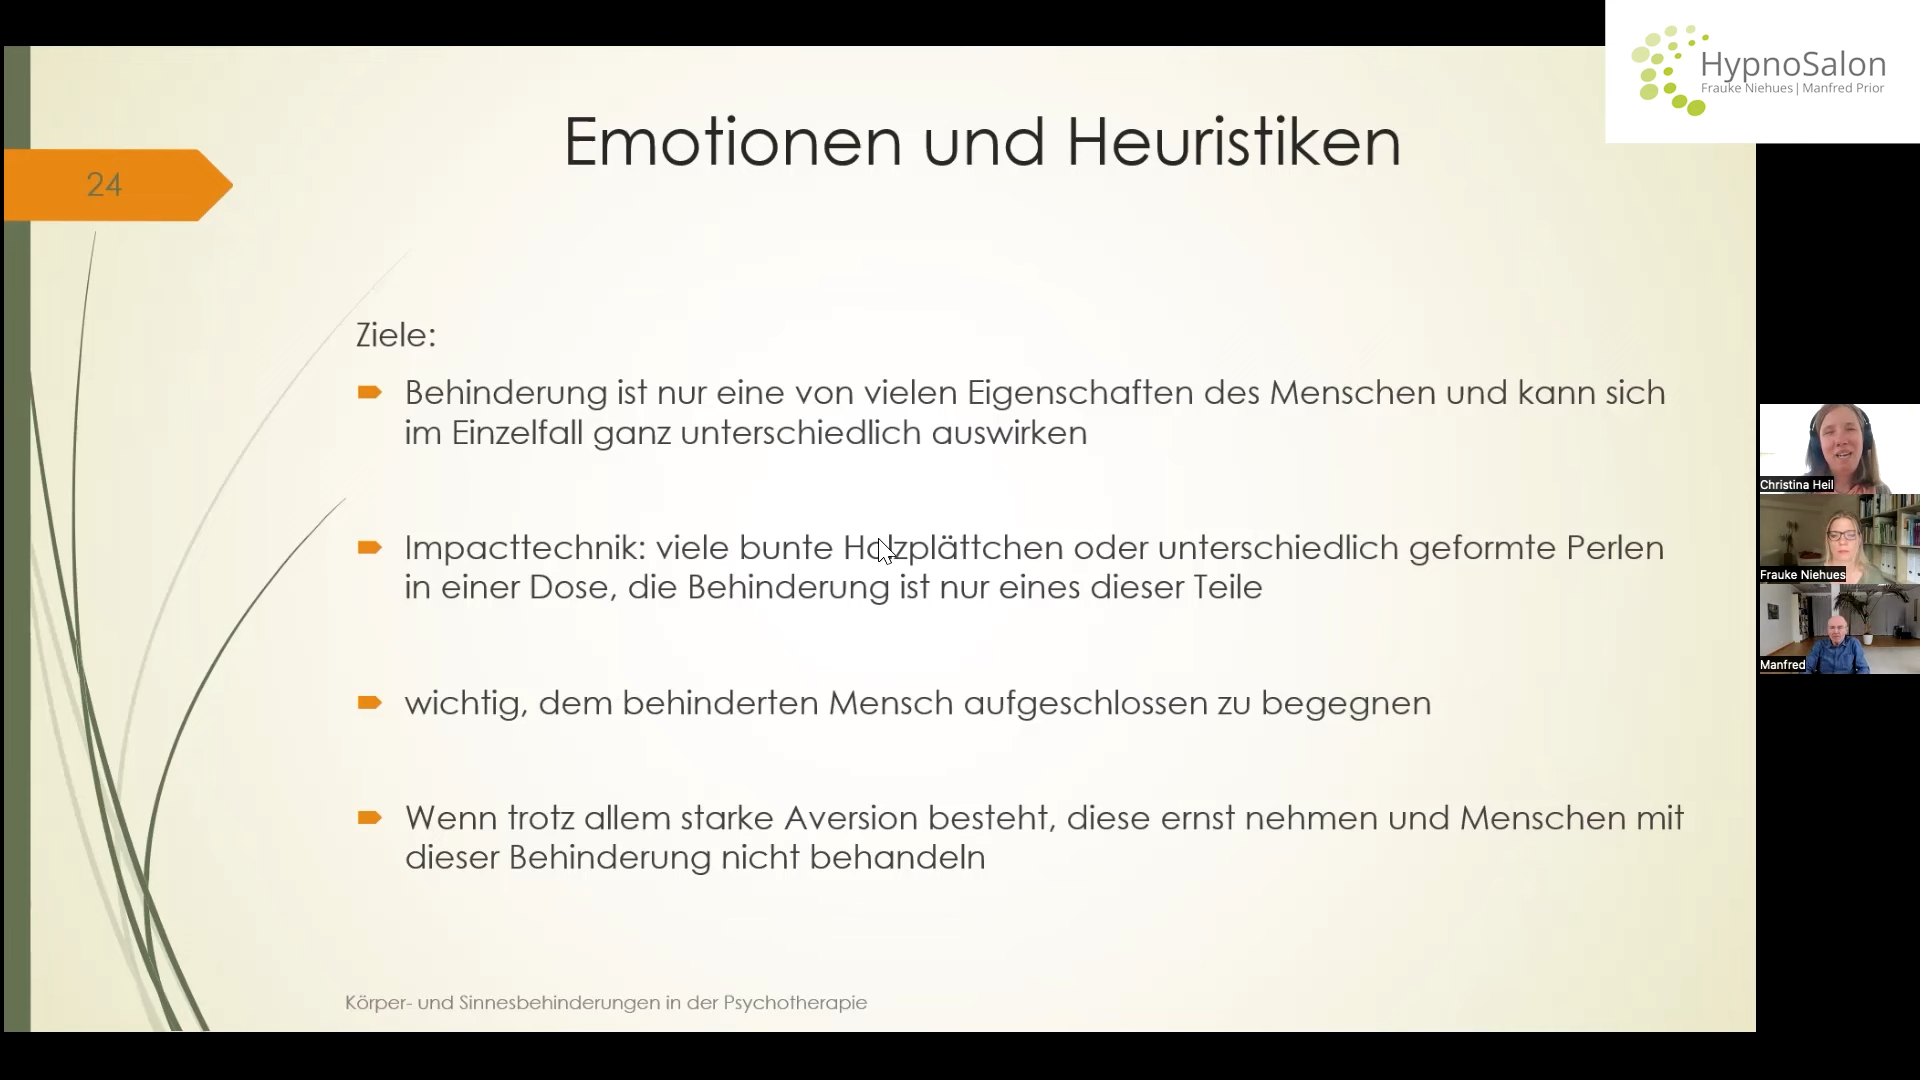 HypnoSalon
Frauke Niehues | Manfred Prior
Emotionen und Heuristiken
24
Ziele:
Behinderung ist nur eine von vielen Eigenschaften des Menschen und kann sich
im Einzelfall ganz unterschiedlich auswirken
Impacttechnik: viele bunte Holzplättchen oder unterschiedlich geformte Perlen
in einer Dose, die Behinderung ist nur eines dieser Teile
wichtig, dem behinderten Mensch aufgeschlossen zu begegnen
Wenn trotz allem starke Aversion besteht, diese ernst nehmen und Menschen mit
dieser Behinderung nicht behandeln
Körper- und Sinnesbehinderungen in der Psychotherapie
Christina Heil
Frauke Niehues
Manfred